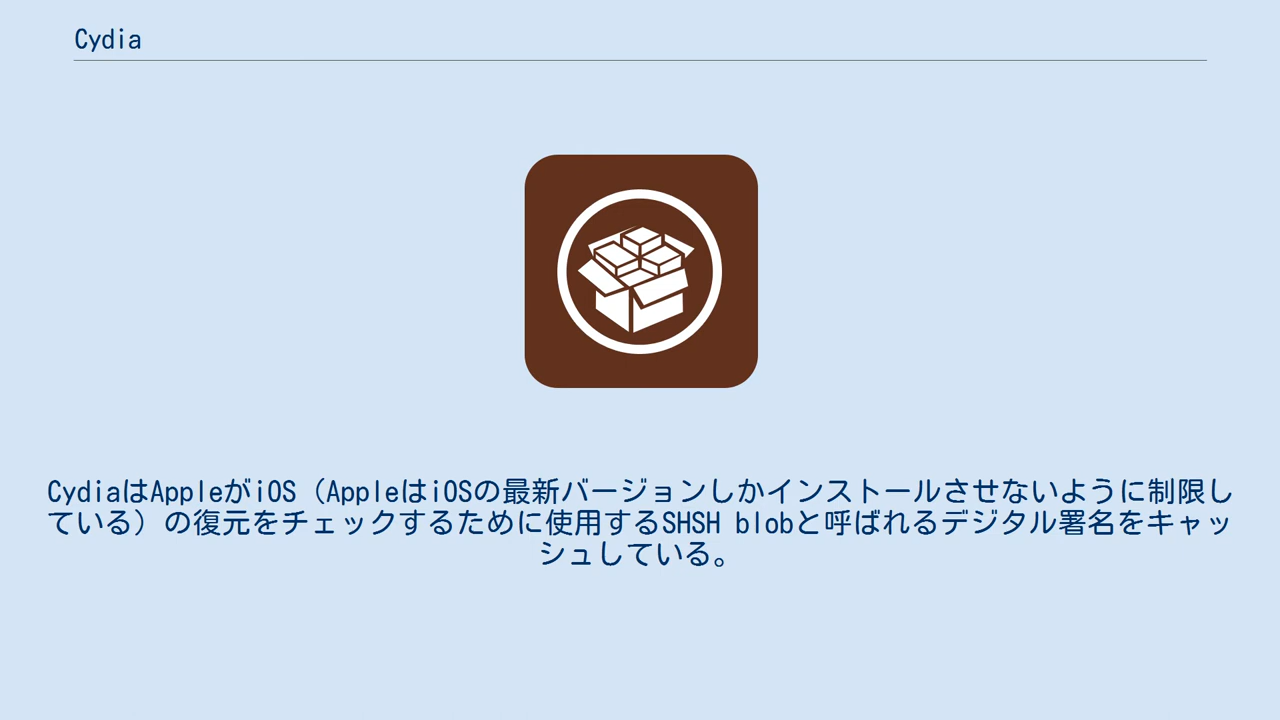 Cydia
CydiaはAppleがiOS（AppleはiOSの最新バージョンしかインストールさせないように制限し
ている）の復元をチェックするために使用するSHSH blobと呼ばれるデジタル署名をキャッ
シュしている。